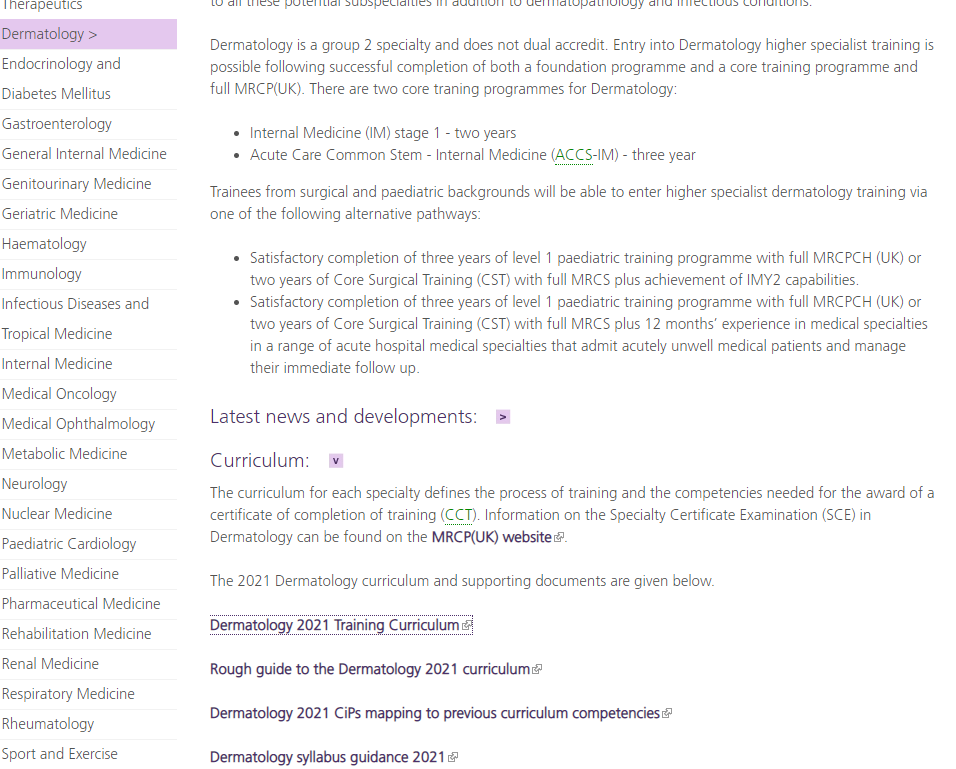 Therapeutics
Dermatology >
Endocrinology and
Diabetes Mellitus
Gastroenterology
General Internal Medicine
Genitourinary Medicine
Geriatric Medicine
Haematology
Immunology
Infectious Diseases and
Tropical Medicine
Internal Medicine
Medical Oncology
Medical Ophthalmology
Metabolic Medicine
Neurology
Nuclear Medicine
Paediatric Cardiology
Palliative Medicine
Pharmaceutical Medicine
Rehabilitation Medicine
Renal Medicine
Respiratory Medicine
Rheumatology
Sport and Exercise
to all these potential subspecialties in addition to dermatopathology and infectious conditions.
Dermatology is a group 2 specialty and does not dual accredit. Entry into Dermatology higher specialist training is
possible following successful completion of both a foundation programme and a core training programme and
full MRCP(UK). There are two core traning programmes for Dermatology:
• Internal Medicine (IM) stage 1 - two years
• Acute Care Common Stem - Internal Medicine (ACCS-IM) - three year
Trainees from surgical and paediatric backgrounds will be able to enter higher specialist dermatology training via
one of the following alternative pathways:
• Satisfactory completion of three years of level 1 paediatric training programme with full MRCPCH (UK) or
two years of Core Surgical Training (CST) with full MRCS plus achievement of IMY2 capabilities.
• Satisfactory completion of three years of level 1 paediatric training programme with full MRCPCH (UK) or
two years of Core Surgical Training (CST) with full MRCS plus 12 months’ experience in medical specialties
in a range of acute hospital medical specialties that admit acutely unwell medical patients and manage
their immediate follow up.
Latest news and developments: >
Curriculum: v
The curriculum for each specialty defines the process of training and the competencies needed for the award of a
certificate of completion of training (CCT). Information on the Specialty Certificate Examination (SCE) in
Dermatology can be found on the MRCP(UK) website.
The 2021 Dermatology curriculum and supporting documents are given below.
Dermatology 2021 Training Curriculum
Rough guide to the Dermatology 2021 curriculum
Dermatology 2021 CiPs mapping to previous curriculum competencies
Dermatology syllabus guidance 2021